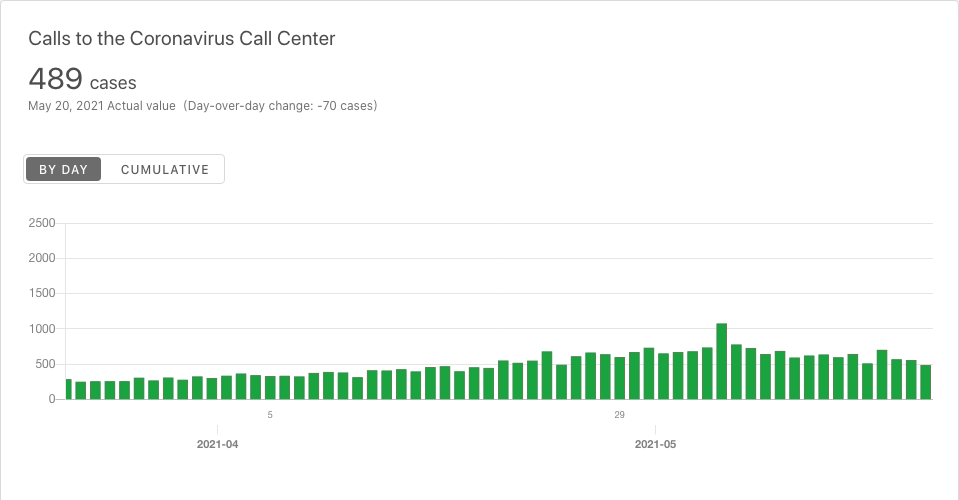 Calls to the Coronavirus Call Center
489 cases
May 20, 2021 Actual value (Day-over-day change: -70 cases)
BY DAY CUMULATIVE
2500
2000
1500
1000
500
0
5 29
2021-04 2021-05